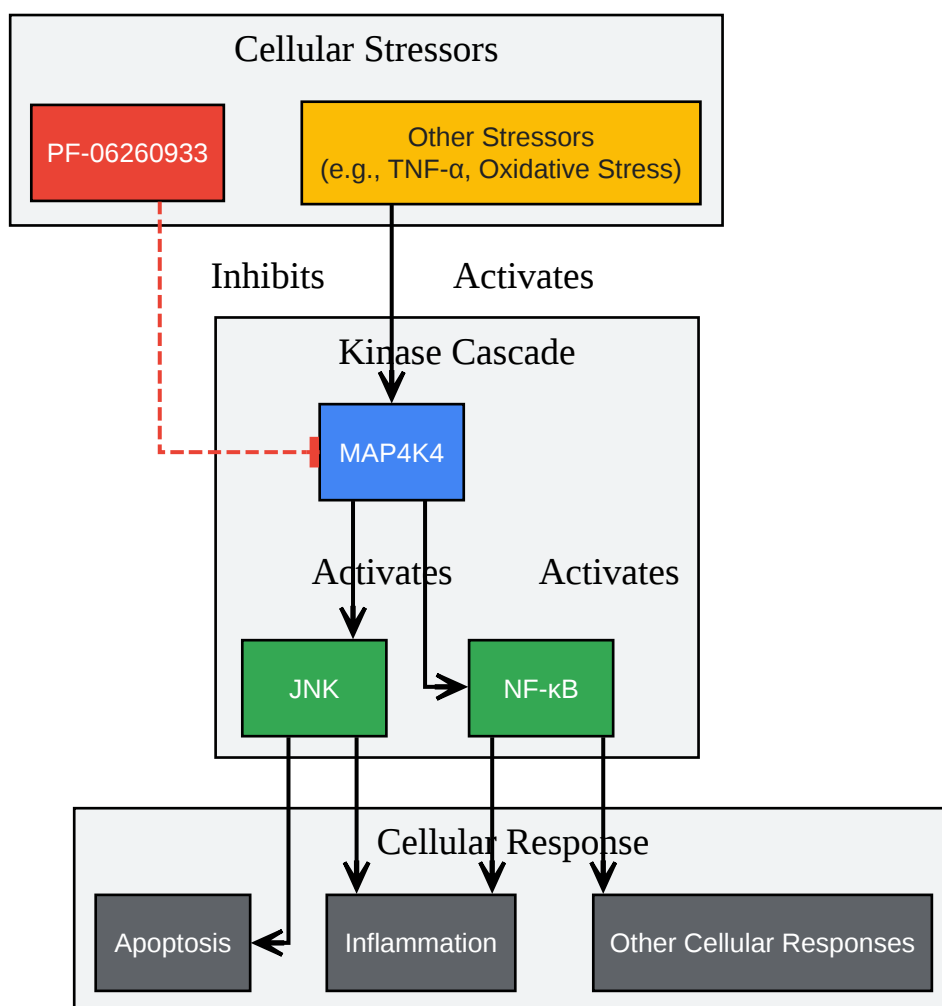 Cellular Stressors
PF-06260933
Other Stressors
(e.g., TNF-α, Oxidative Stress)
Inhibits
Activates
Kinase Cascade
MAP4K4
Activates
Activates
JNK
NF-κB
Cellular Response
Apoptosis
Inflammation
Other Cellular Responses